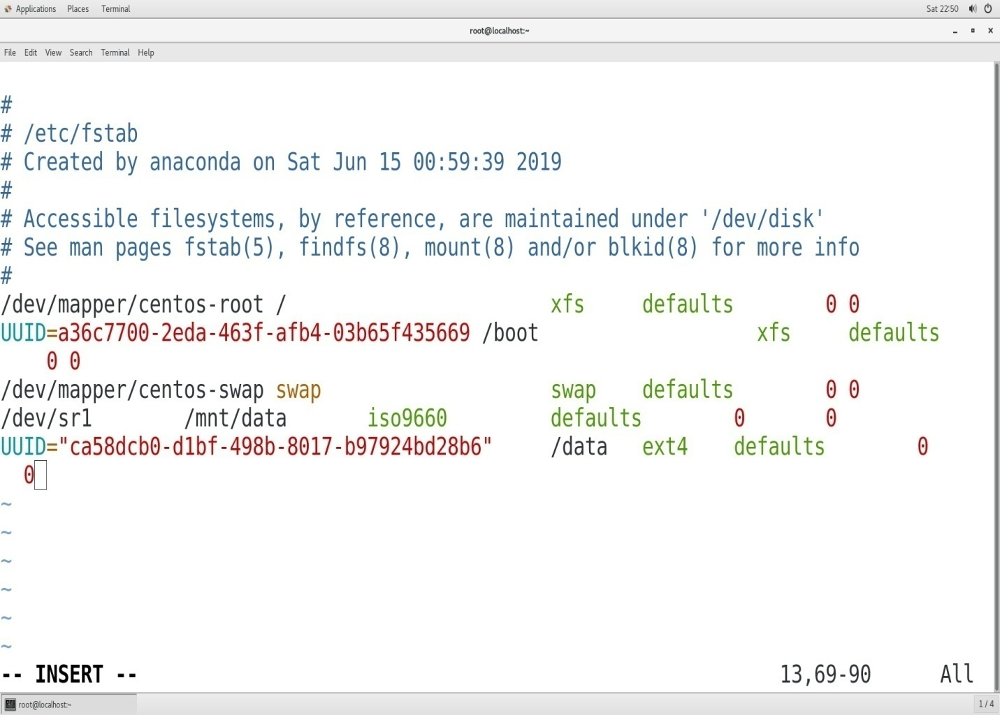 Applications Places Terminal Sat 22:50
root@localhost:~
File Edit View Search Terminal Help
#
# /etc/fstab
# Created by anaconda on Sat Jun 15 00:59:39 2019
#
# Accessible filesystems, by reference, are maintained under '/dev/disk'
# See man pages fstab(5), findfs(8), mount(8) and/or blkid(8) for more info
#
/dev/mapper/centos-root / xfs defaults 0 0
UUID=a36c7700-2eda-463f-afb4-03b65f435669 /boot xfs defaults
0 0
/dev/mapper/centos-swap swap swap defaults 0 0
/dev/sr1 /mnt/data iso9660 defaults 0 0
UUID="ca58dcb0-d1bf-498b-8017-b97924bd28b6" /data ext4 defaults 0
0
~
~
~
~
~
~
-- INSERT -- 13,69-90 All
root@localhost:~ 1 / 4